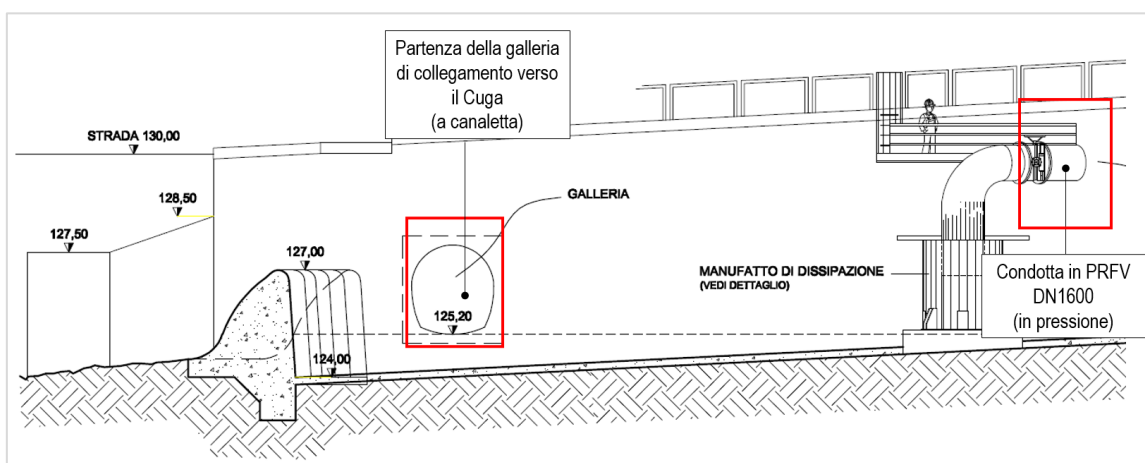 Partenza della galleria
di collegamento verso
il Cuga
(a canaletta)
STRADA 130,00
128,50
127,50
127,00
GALLERIA
125,20
124,00
MANUFATTO DI DISSIPAZIONE
(VEDI DETTAGLIO)
Condotta in PRFV
DN1600
(in pressione)